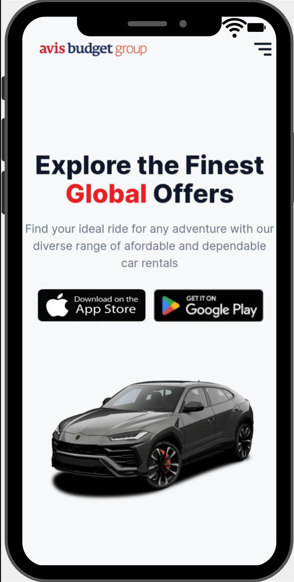 avis budget group
Explore the Finest
Global Offers
Find your ideal ride for any adventure with our
diverse range of afordable and dependable
car rentals
Download on the
App Store
GET IT ON
Google Play